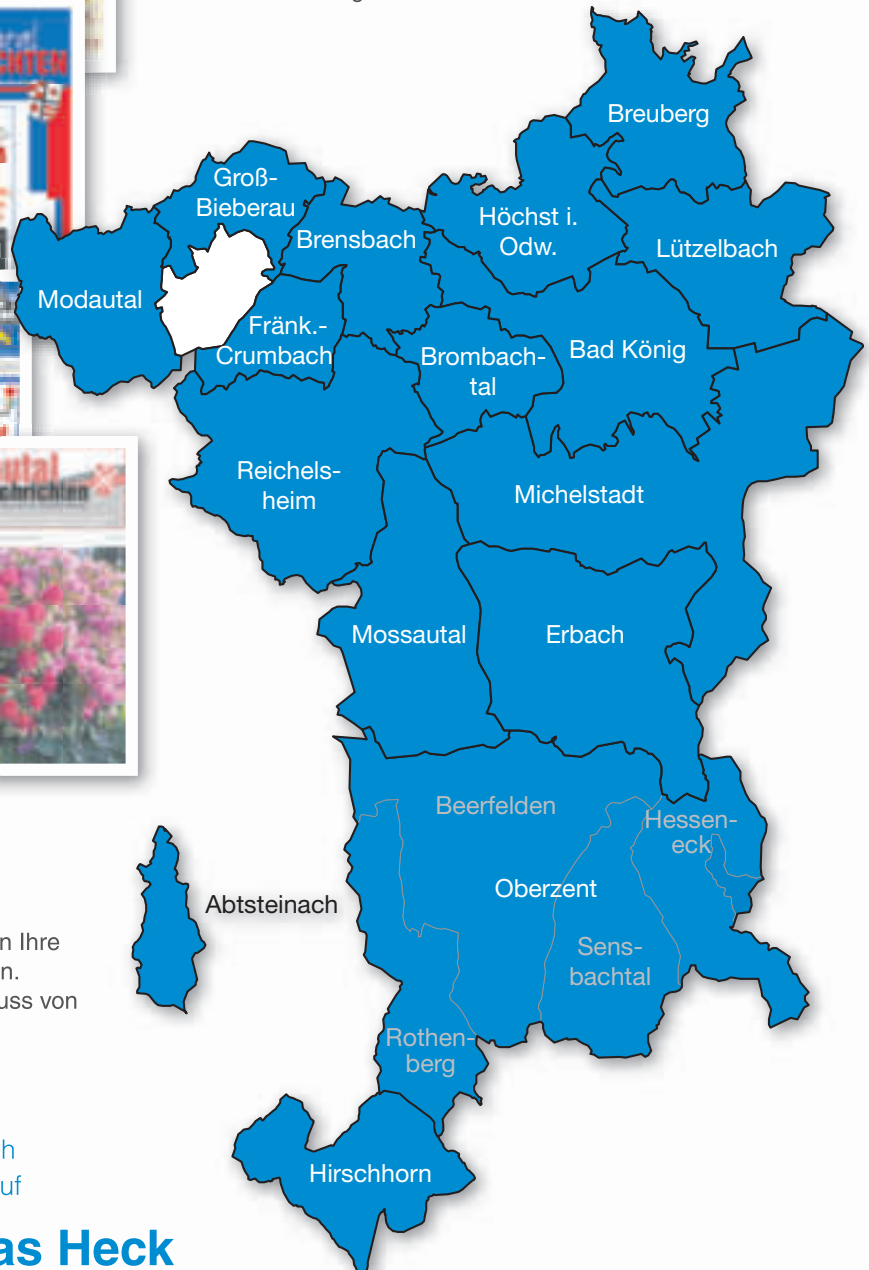 Breuberg
Groß-
Bieberau
Brensbach
Höchst i.
Odw.
Lützelbach
Modautal
Fränk.-
Crumbach
Brombach-
tal
Bad König
Reichels-
heim
Michelstadt
Mossautal
Erbach
Beerfelden
Hessen-
eck
Oberzent
Abtsteinach
Sens-
bachtal
n Ihre
n.
uss von
Rothen-
berg
h
uf
Hirschhorn
as Heck